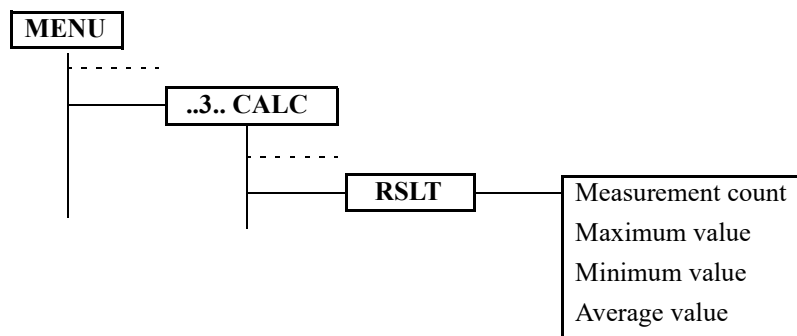 MENU
..3.. CALC
RSLT
Measurement count
Maximum value
Minimum value
Average value